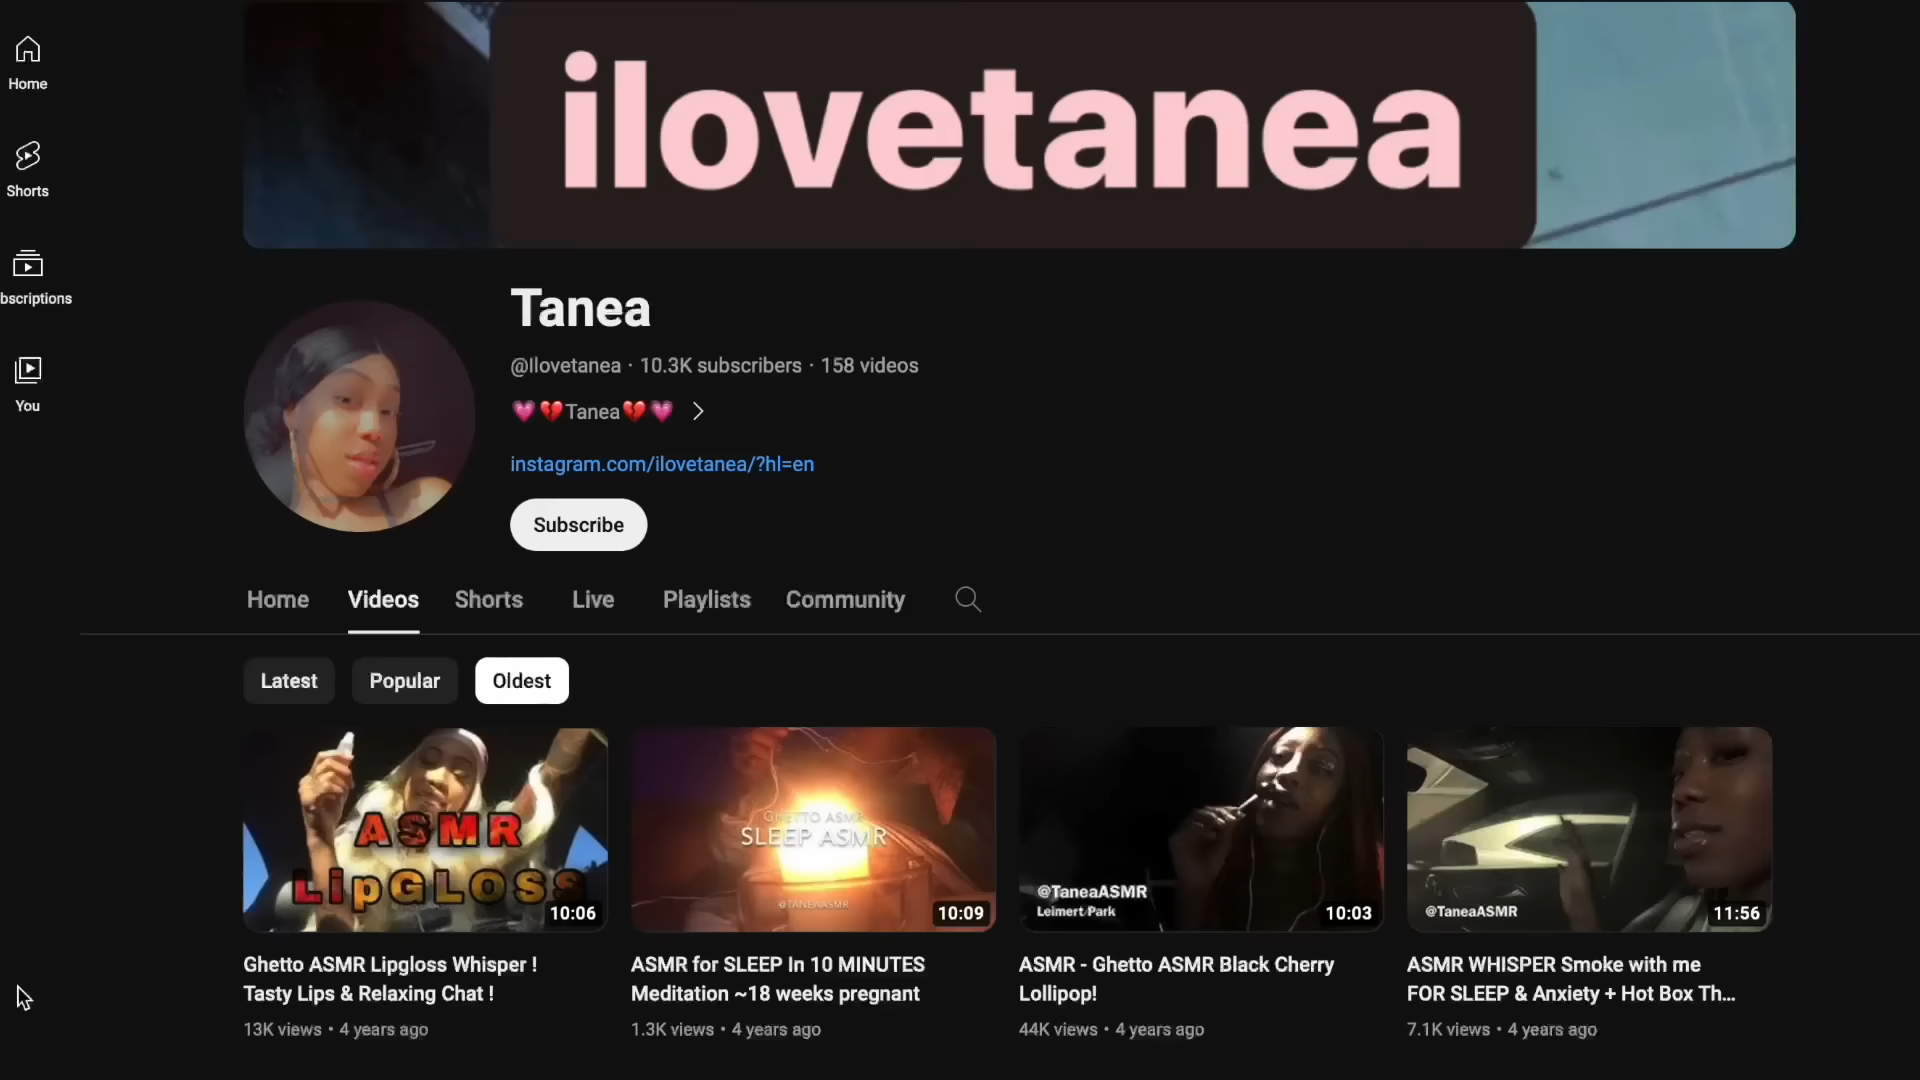 ilovetanea
Home
Shorts
bscriptions
You
Tanea
@Ilovetanea · 10.3K subscribers · 158 videos
💗💔Tanea💔💗
instagram.com/ilovetanea/?hl=en
Subscribe
Home Videos Shorts Live Playlists Community
Latest Popular Oldest
ASMR
LipGLOSS
10:06
GHETTO ASMR
SLEEP ASMR
@TANEAASMR
10:09
@TaneaASMR
Leimert Park
10:03
@TaneaASMR
11:56
Ghetto ASMR Lipgloss Whisper !
Tasty Lips & Relaxing Chat !
13K views • 4 years ago
ASMR for SLEEP In 10 MINUTES
Meditation ~18 weeks pregnant
1.3K views • 4 years ago
ASMR - Ghetto ASMR Black Cherry
Lollipop!
44K views • 4 years ago
ASMR WHISPER Smoke with me
FOR SLEEP & Anxiety + Hot Box Th...
7.1K views • 4 years ago